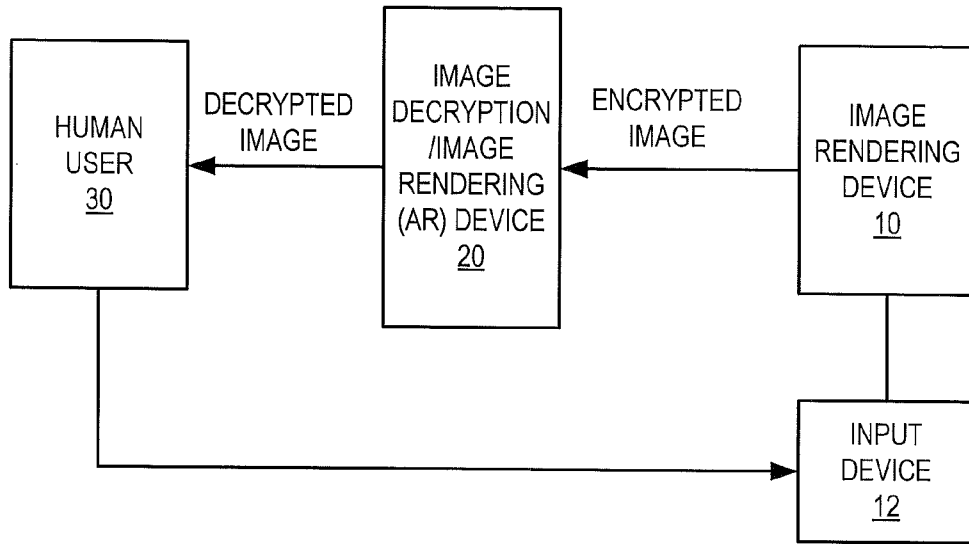 HUMAN
USER
30
DECRYPTED
IMAGE
IMAGE
DECRYPTION
/IMAGE
RENDERING
(AR) DEVICE
20
ENCRYPTED
IMAGE
IMAGE
RENDERING
DEVICE
10
INPUT
DEVICE
12